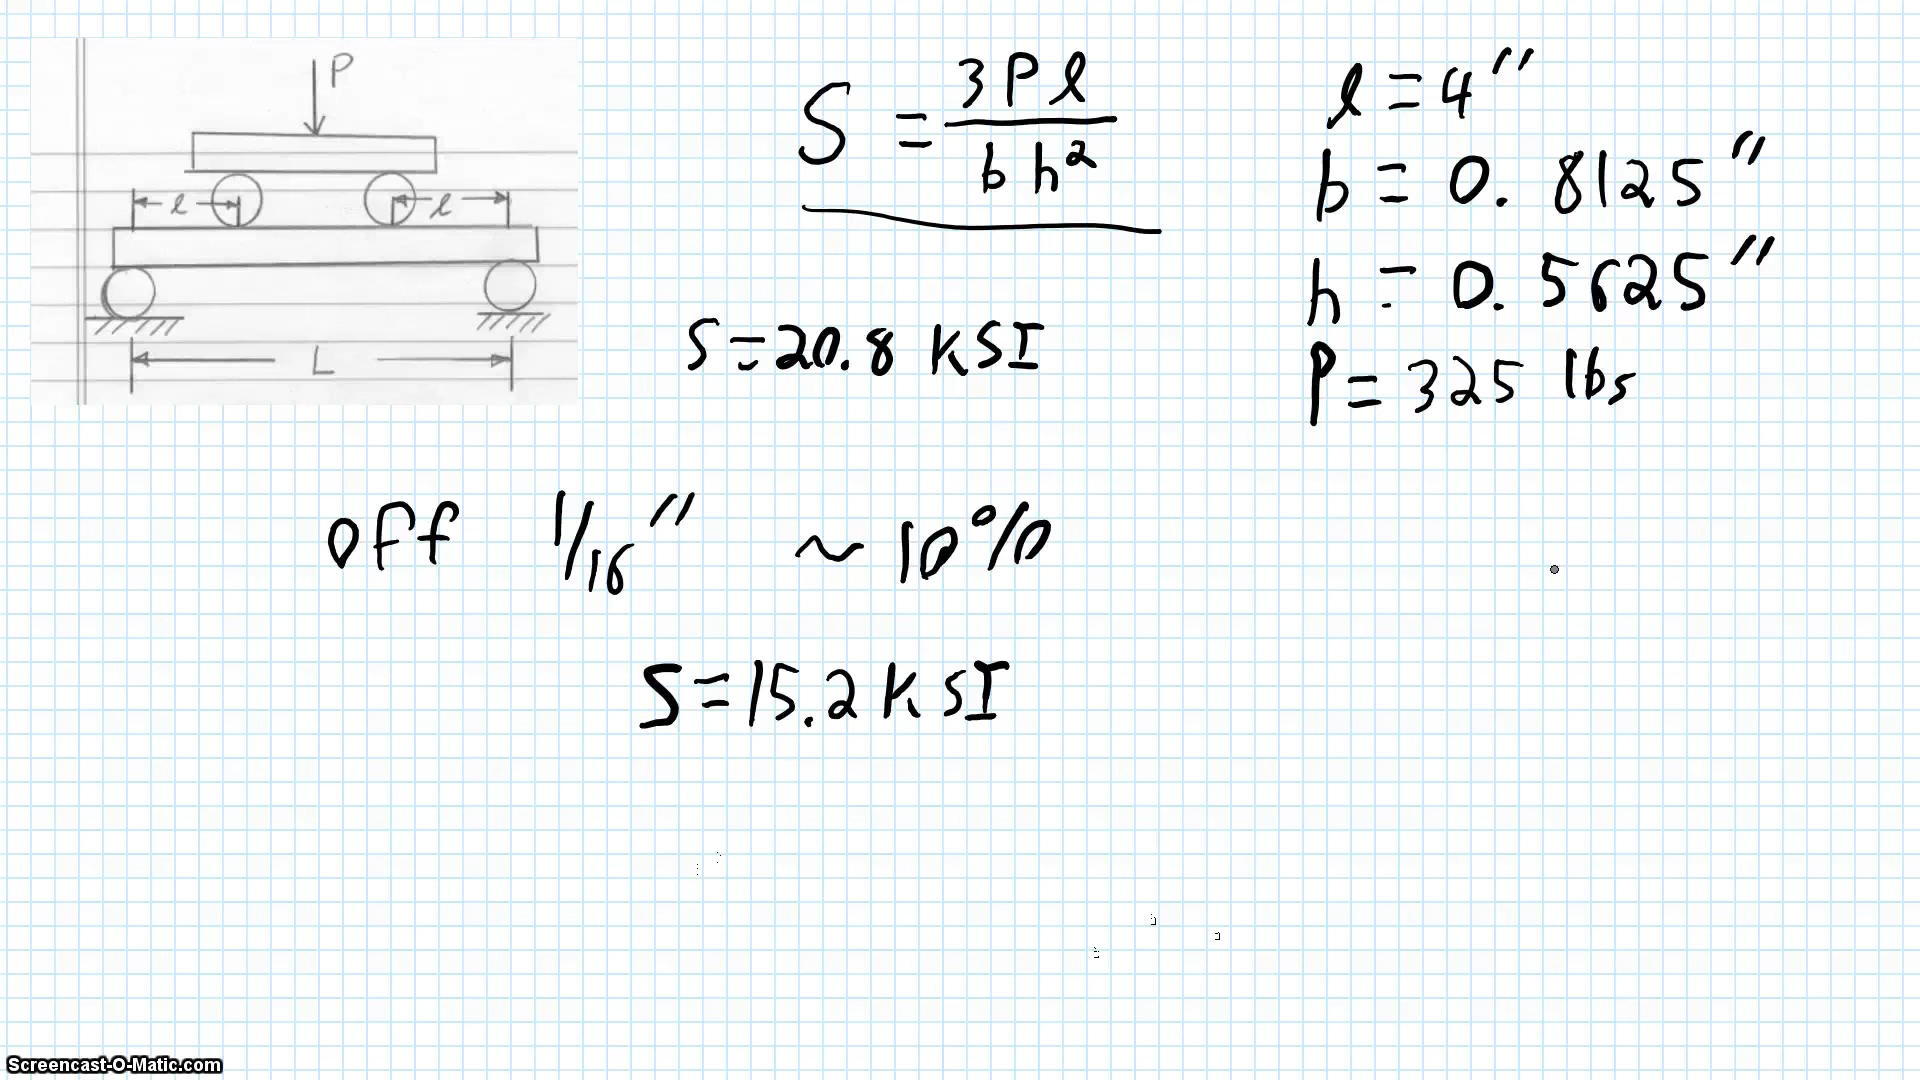 P
l l
L
S = 3Pl / bh²
l = 4"
b = 0.8125"
h = 0.5625"
P = 325 lbs
S = 20.8 KSI
off 1/16" ~ 10%
S = 15.2 KSI
Screencast-O-Matic.com